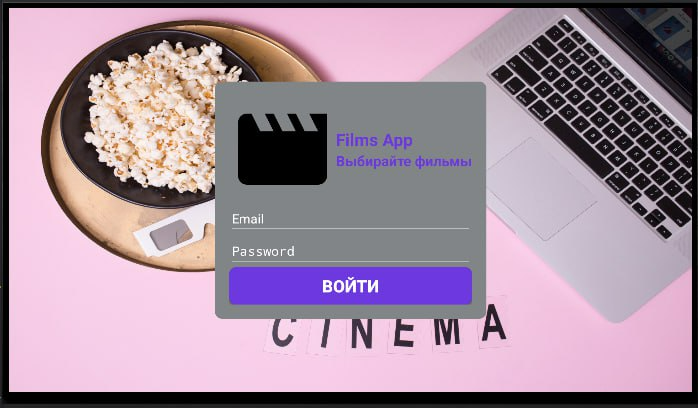 Films App
Выбирайте фильмы
Email
Password
ВОЙТИ
CINEMA